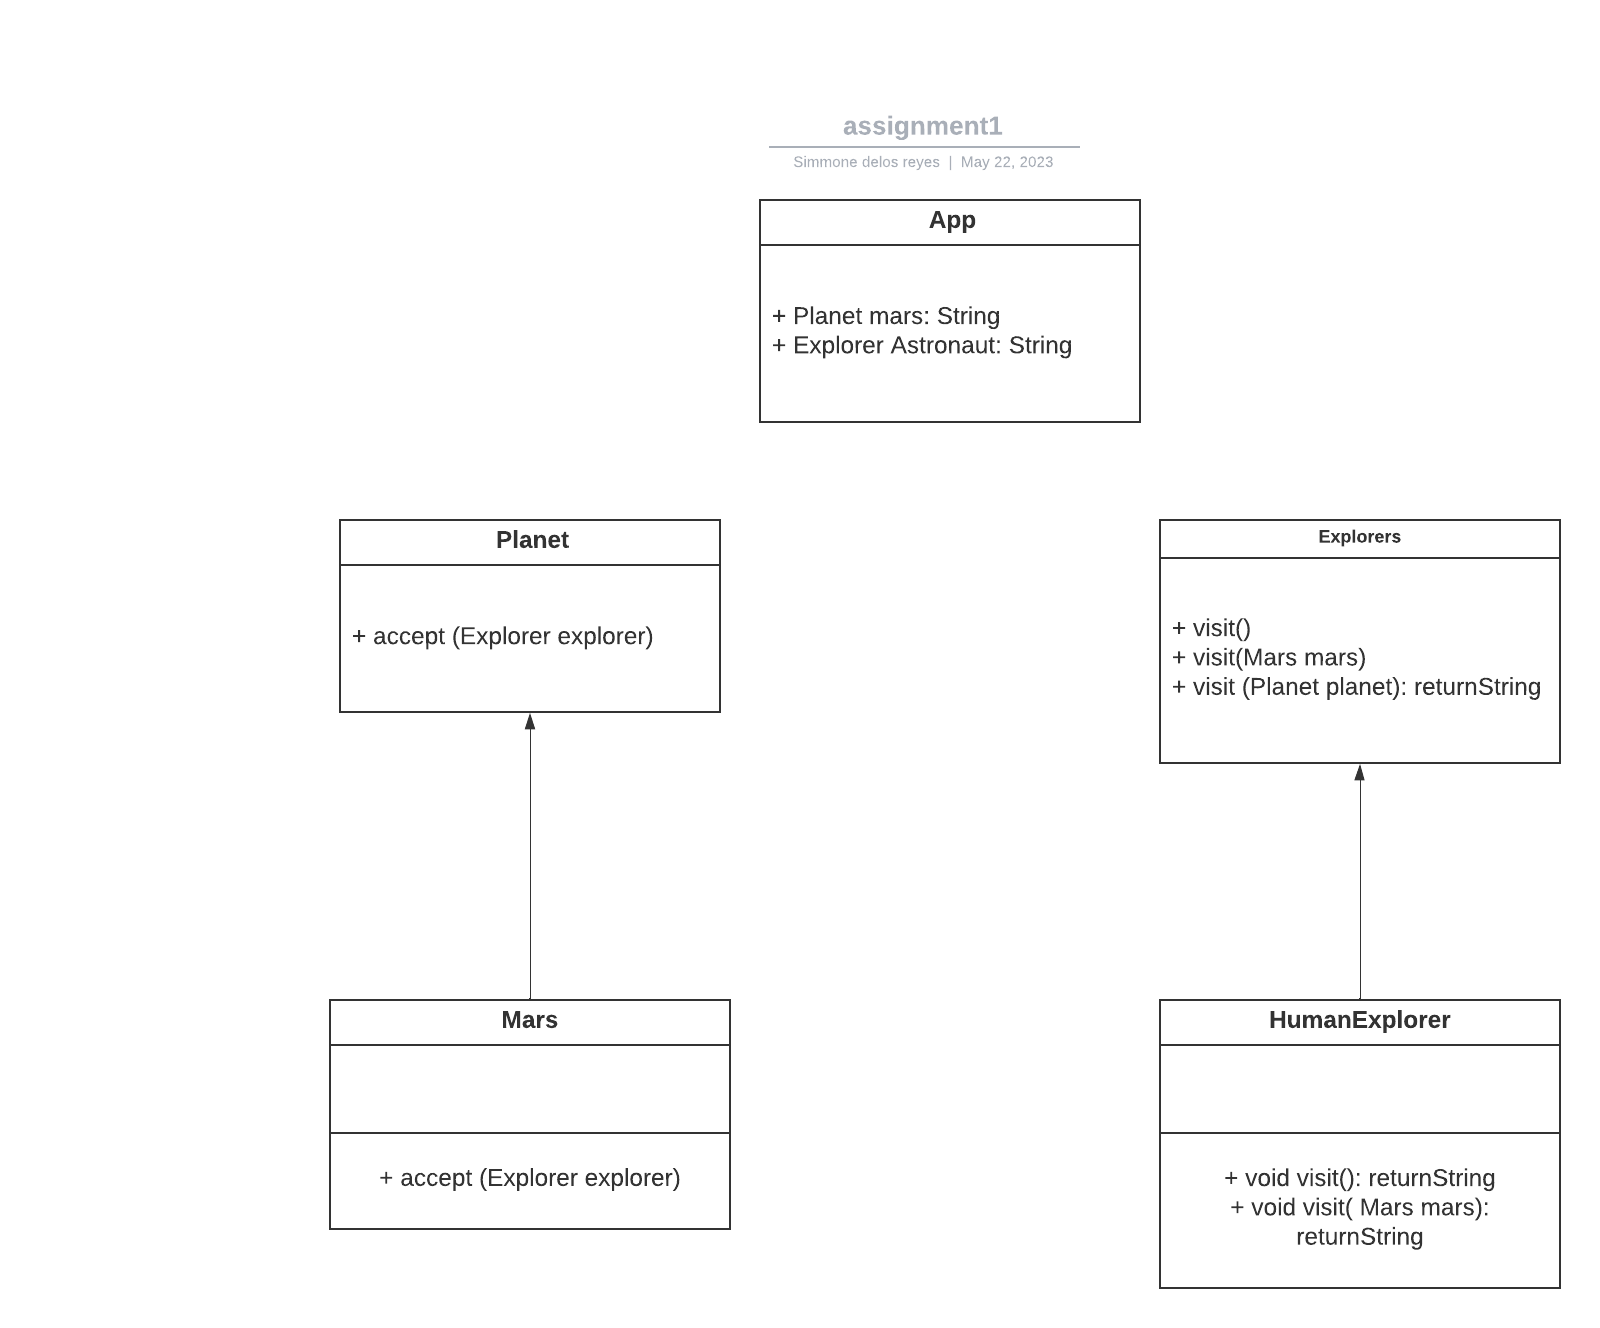 assignment1
Simmone delos reyes | May 22, 2023
App
+ Planet mars: String
+ Explorer Astronaut: String
Planet
+ accept (Explorer explorer)
Explorers
+ visit()
+ visit(Mars mars)
+ visit (Planet planet): returnString
Mars
+ accept (Explorer explorer)
HumanExplorer
+ void visit(): returnString
+ void visit( Mars mars):
returnString